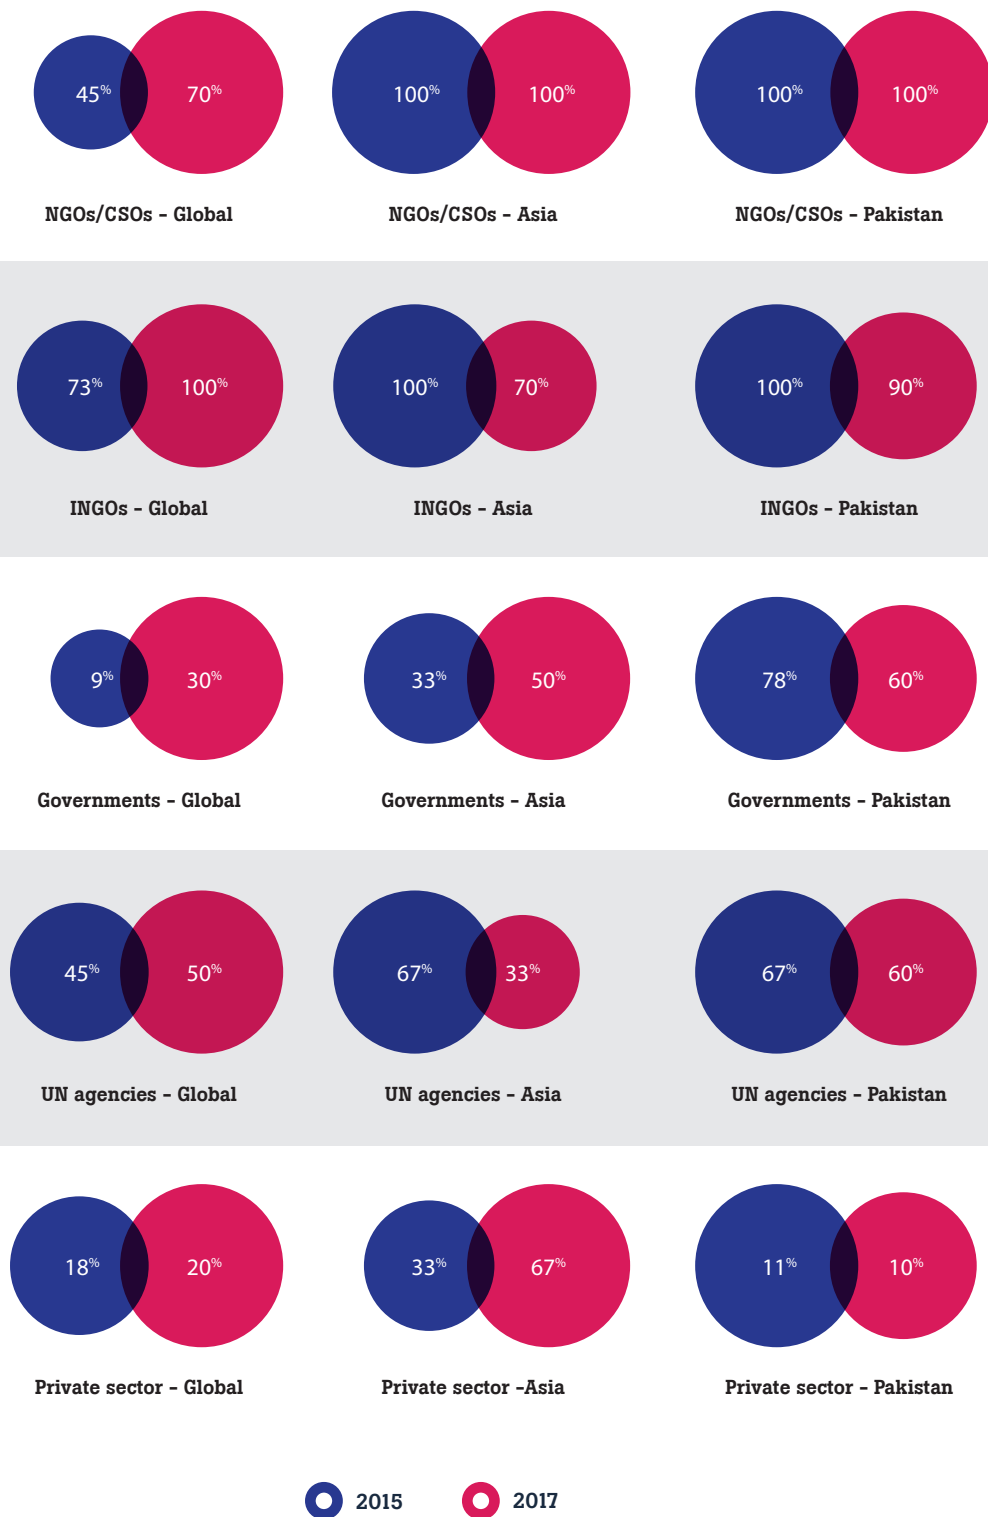 45% 70% 100% 100% 100% 100%
NGOs/CSOs - Global NGOs/CSOs - Asia NGOs/CSOs - Pakistan
73% 100% 100% 70% 100% 90%
INGOs - Global INGOs - Asia INGOs - Pakistan
9% 30% 33% 50% 78% 60%
Governments - Global Governments - Asia Governments - Pakistan
45% 50% 67% 33% 67% 60%
UN agencies - Global UN agencies - Asia UN agencies - Pakistan
18% 20% 33% 67% 11% 10%
Private sector - Global Private sector -Asia Private sector - Pakistan
2015 2017